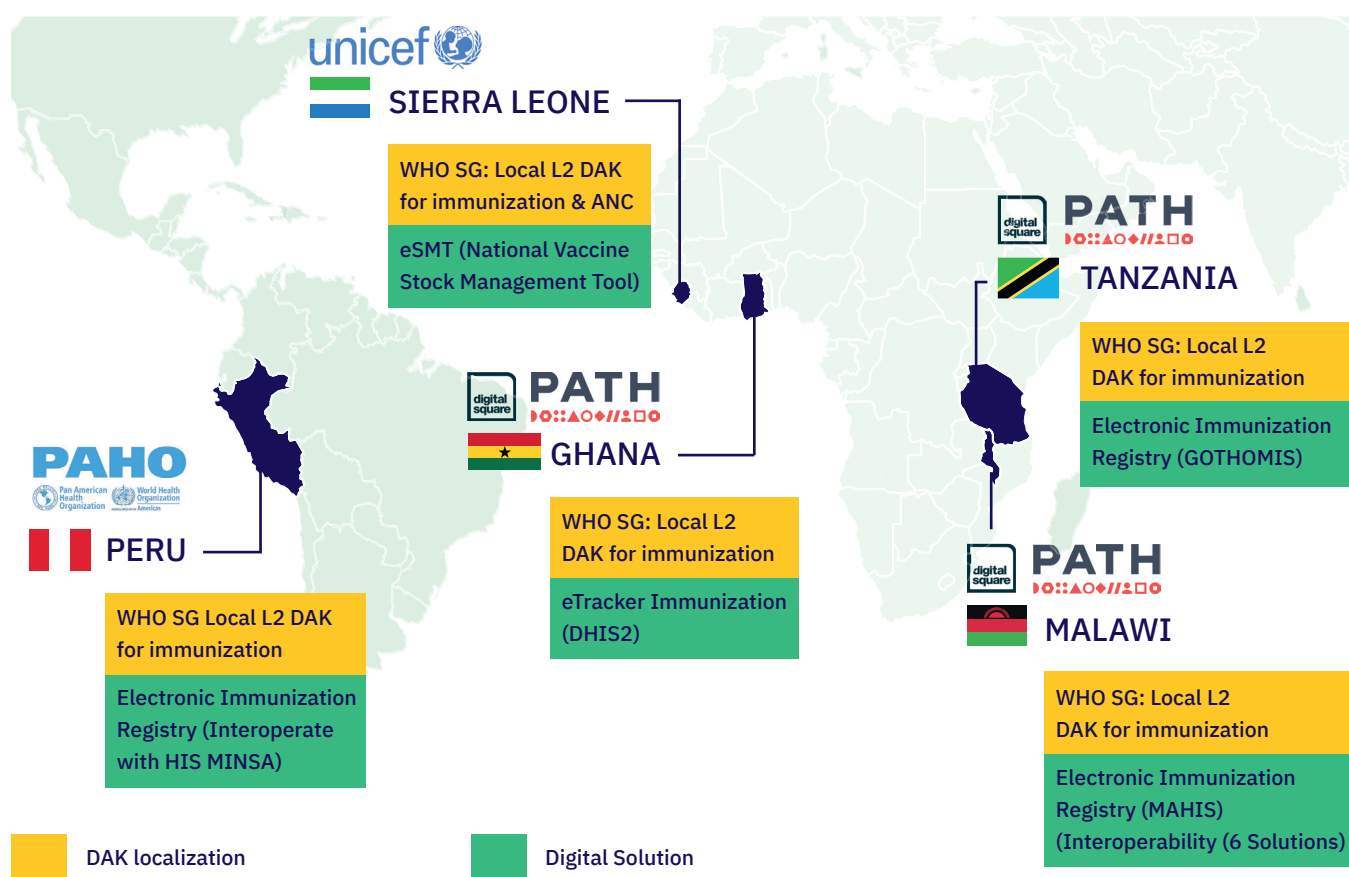 unicef
SIERRA LEONE
WHO SG: Local L2 DAK
for immunization & ANC
eSMT (National Vaccine
Stock Management Tool)
digital
square
PATH
TANZANIA
WHO SG: Local L2
DAK for immunization
Electronic Immunization
Registry (GOTHOMIS)
digital
square
PATH
GHANA
WHO SG: Local L2
DAK for immunization
eTracker Immunization
(DHIS2)
PAHO
Pan American
Health
Organization
World Health
Organization
Americas
PERU
WHO SG Local L2 DAK
for immunization
Electronic Immunization
Registry (Interoperate
with HIS MINSA)
digital
square
PATH
MALAWI
WHO SG: Local L2
DAK for immunization
Electronic Immunization
Registry (MAHIS)
(Interoperability (6 Solutions)
DAK localization
Digital Solution